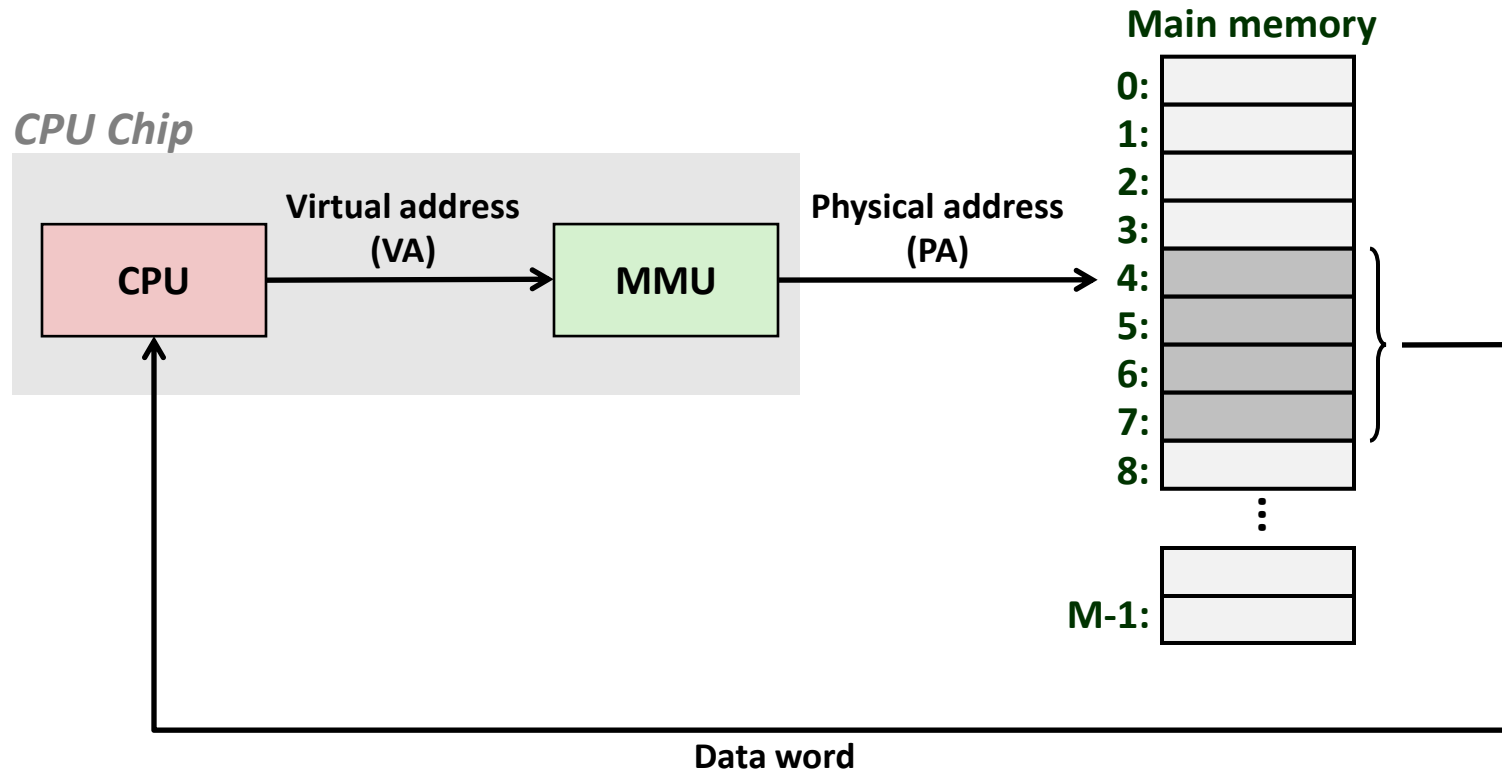 Main memory
CPU Chip
Virtual address
(VA)
Physical address
(PA)
CPU
MMU
0:
1:
2:
3:
4:
5:
6:
7:
8:
M-1:
Data word